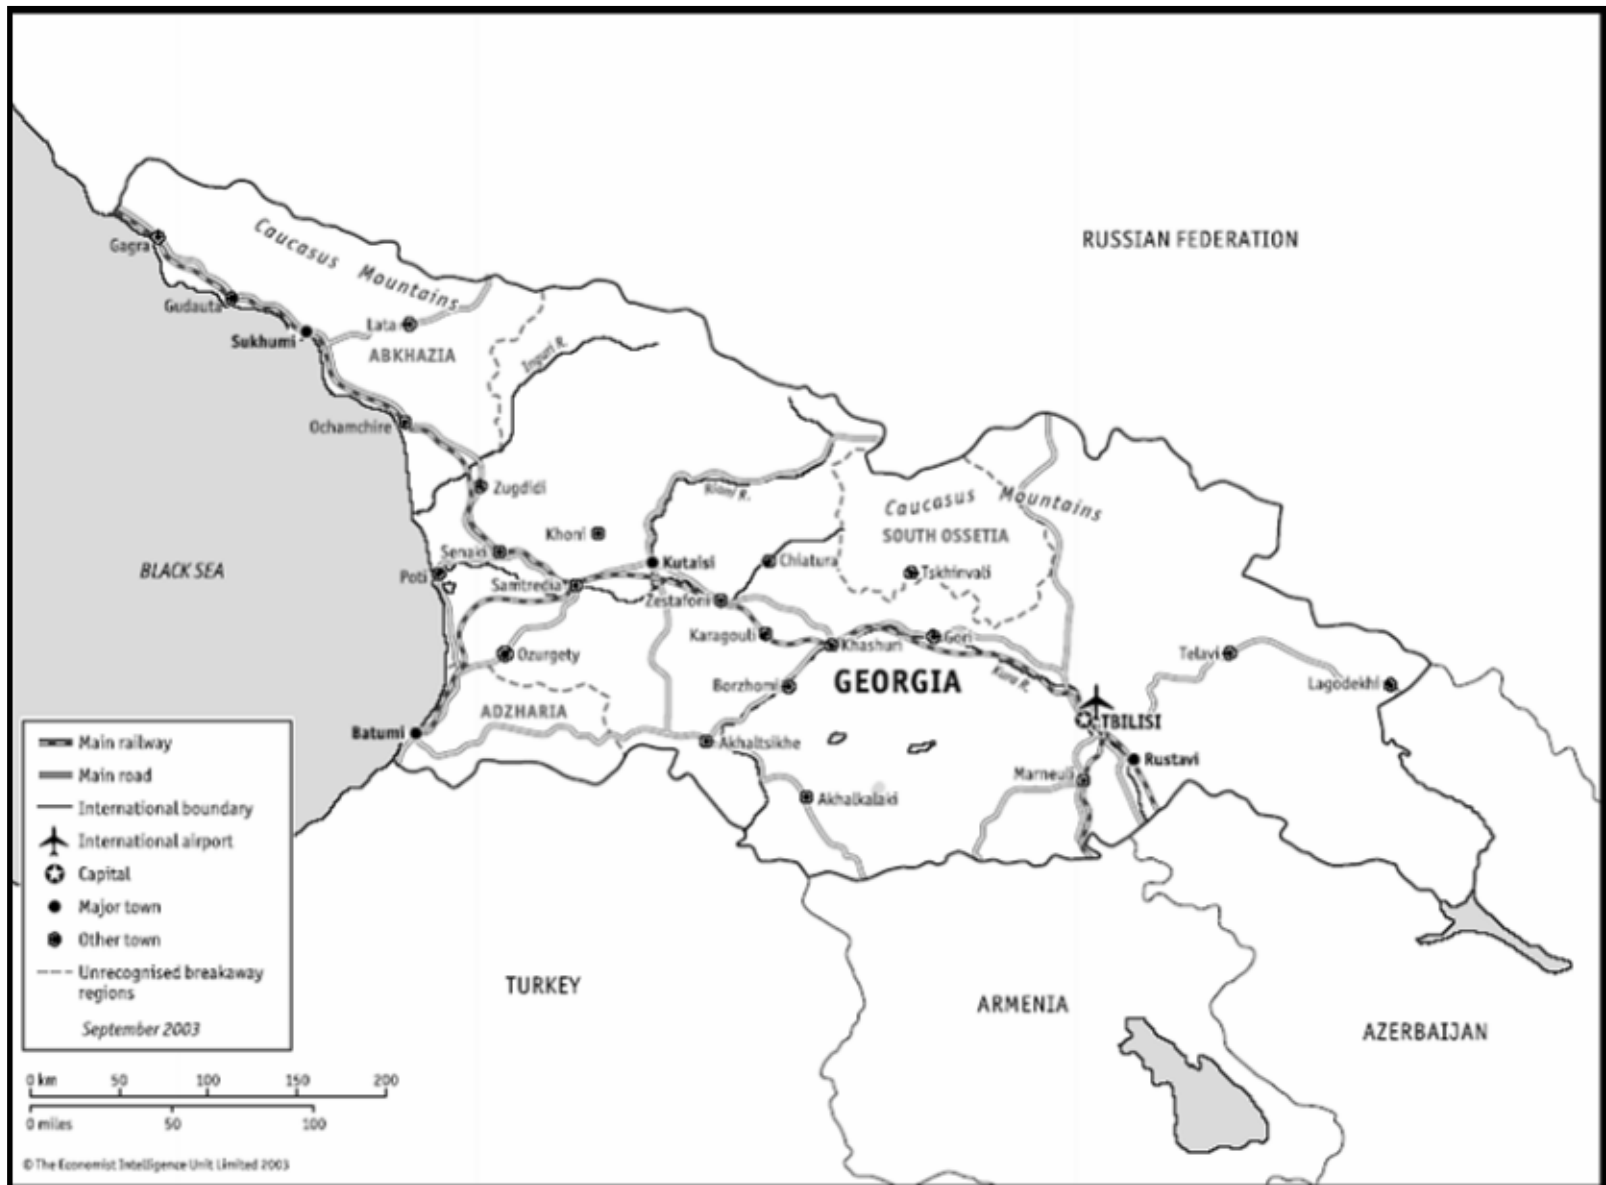 RUSSIAN FEDERATION
Caucasus Mountains
Gagra
Gudauta
Sukhumi
Lata
ABKHAZIA
Inguri R.
Ochamchire
Zugdidi
Rioni R.
Caucasus Mountains
SOUTH OSSETIA
Khoni
Senaki
Kutaisi
Chiatura
Tskhinvali
BLACK SEA
Poti
Samtredia
Zestafoni
Karagouli
Khashuri
Gori
Ozurgety
Telavi
Lagodekhi
Borzhomi
GEORGIA
Kura R.
ADZHARIA
TBILISI
Batumi
Akhaltsikhe
Rustavi
Marneuli
Akhalkalaki
Main railway
Main road
International boundary
International airport
Capital
Major town
Other town
Unrecognised breakaway
regions
September 2003
TURKEY
ARMENIA
AZERBAIJAN
0 km 50 100 150 200
0 miles 50 100
© The Economist Intelligence Unit Limited 2003